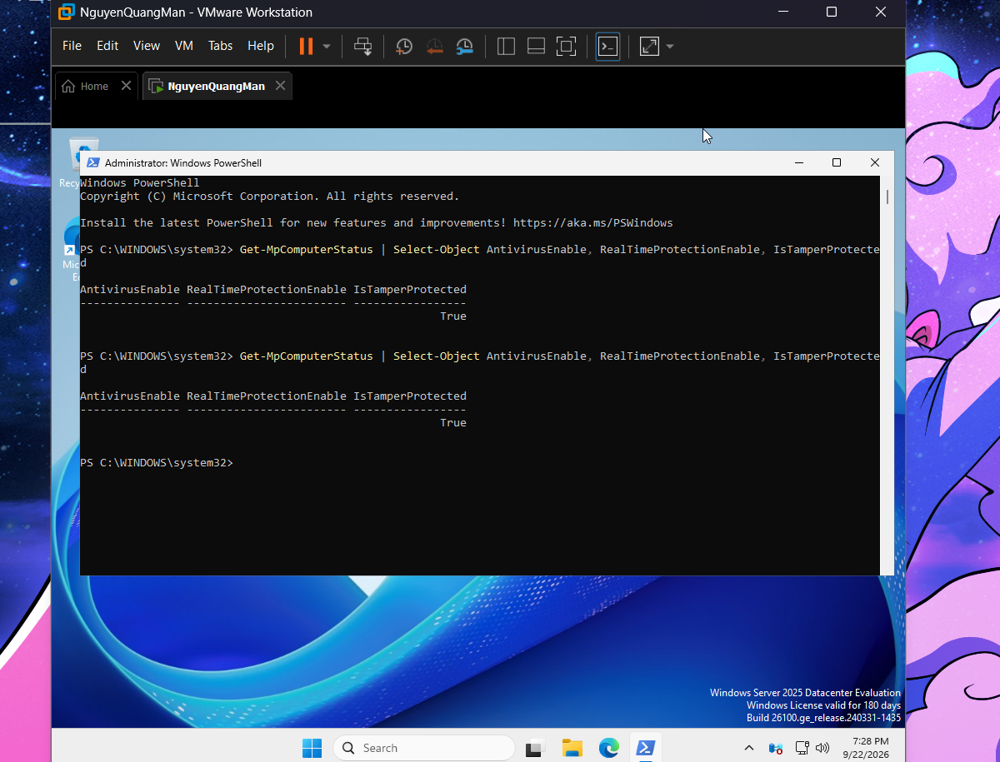 NguyenQuangMan - VMware Workstation
File Edit View VM Tabs Help
Home NguyenQuangMan
Administrator: Windows PowerShell
Windows PowerShell
Copyright (C) Microsoft Corporation. All rights reserved.
Install the latest PowerShell for new features and improvements! https://aka.ms/PSWindows
PS C:\WINDOWS\system32> Get-MpComputerStatus | Select-Object AntivirusEnable, RealTimeProtectionEnable, IsTamperProtecte
d
AntivirusEnable RealTimeProtectionEnable IsTamperProtected
--------------- ------------------------ -----------------
True
PS C:\WINDOWS\system32> Get-MpComputerStatus | Select-Object AntivirusEnable, RealTimeProtectionEnable, IsTamperProtecte
d
AntivirusEnable RealTimeProtectionEnable IsTamperProtected
--------------- ------------------------ -----------------
True
PS C:\WINDOWS\system32>
Recy
Mic
Ed
Windows Server 2025 Datacenter Evaluation
Windows License valid for 180 days
Build 26100.ge_release.240331-1435
Search
7:28 PM
9/22/2026